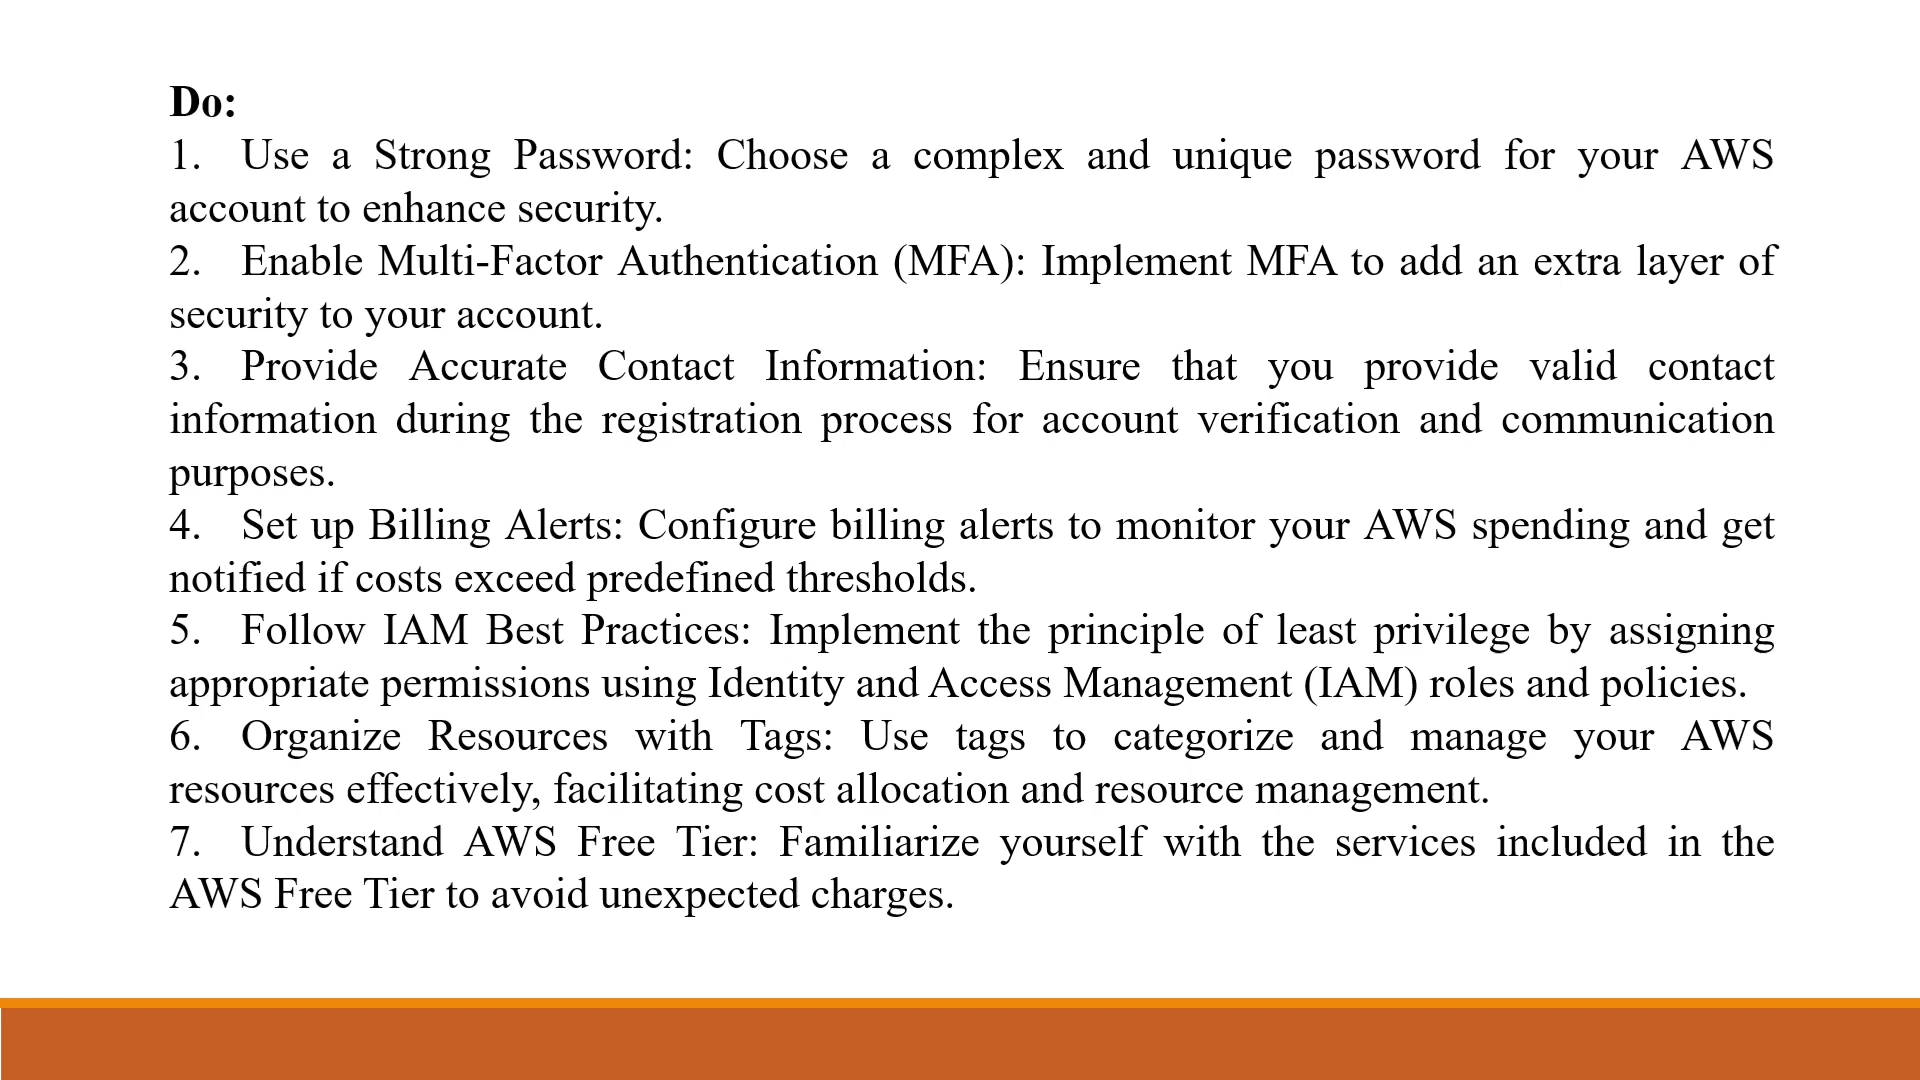 Do:
1. Use a Strong Password: Choose a complex and unique password for your AWS
account to enhance security.
2. Enable Multi-Factor Authentication (MFA): Implement MFA to add an extra layer of
security to your account.
3. Provide Accurate Contact Information: Ensure that you provide valid contact
information during the registration process for account verification and communication
purposes.
4. Set up Billing Alerts: Configure billing alerts to monitor your AWS spending and get
notified if costs exceed predefined thresholds.
5. Follow IAM Best Practices: Implement the principle of least privilege by assigning
appropriate permissions using Identity and Access Management (IAM) roles and policies.
6. Organize Resources with Tags: Use tags to categorize and manage your AWS
resources effectively, facilitating cost allocation and resource management.
7. Understand AWS Free Tier: Familiarize yourself with the services included in the
AWS Free Tier to avoid unexpected charges.